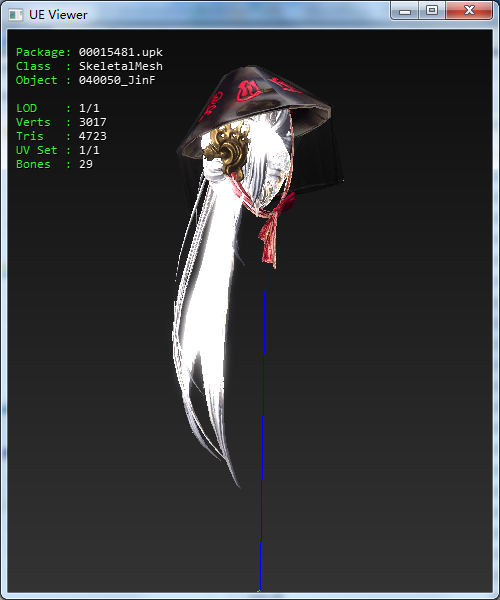 UE Viewer
Package: 00015481.upk
Class : SkeletalMesh
Object : 040050_JinF
LOD : 1/1
Verts : 3017
Tris : 4723
UV Set : 1/1
Bones : 29